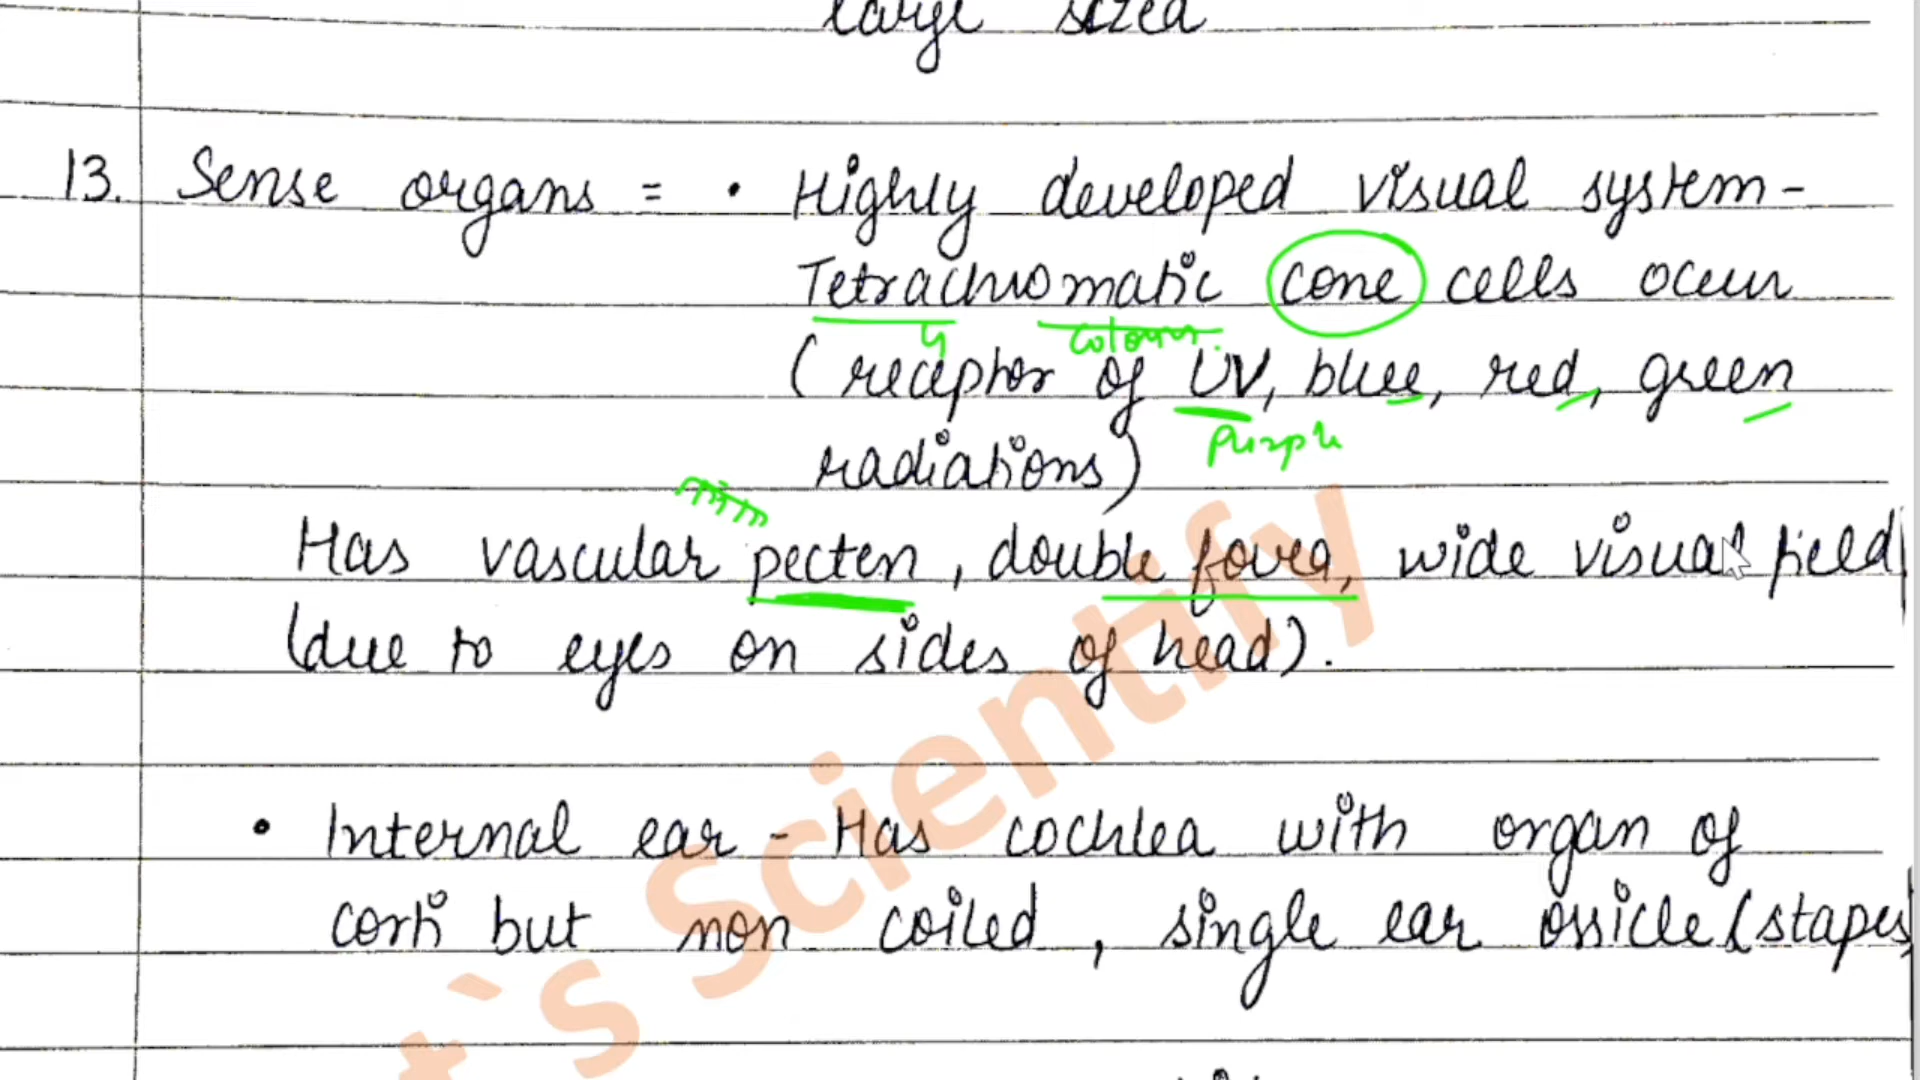 large sized
13. Sense organs = • Highly developed visual system-
Tetrachromatic cone cells occur
4 colours.
(receptor of UV, blue, red, green
purple
radiations)
Has vascular pecten, double fovea, wide visual field
(due to eyes on sides of head).
• Internal ear - Has cochlea with organ of
corti but non coiled, single ear ossicle (stapes
t`s Scientify